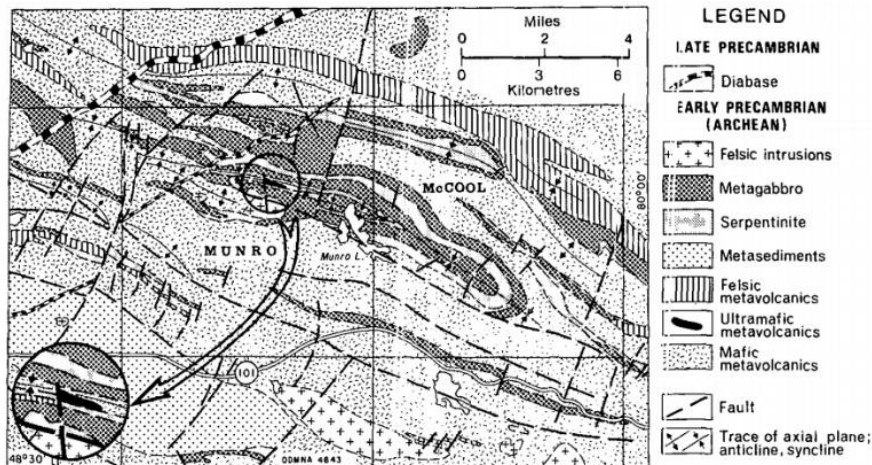 Miles
0 2 4
0 3 6
Kilometres
McCOOL
80°00'
MUNRO
Munro L.
101
48°30'
ODMNA 4643
LEGEND
LATE PRECAMBRIAN
Diabase
EARLY PRECAMBRIAN
(ARCHEAN)
Felsic intrusions
Metagabbro
Serpentinite
Metasediments
Felsic
metavolcanics
Ultramafic
metavolcanics
Mafic
metavolcanics
Fault
Trace of axial plane;
anticline, syncline